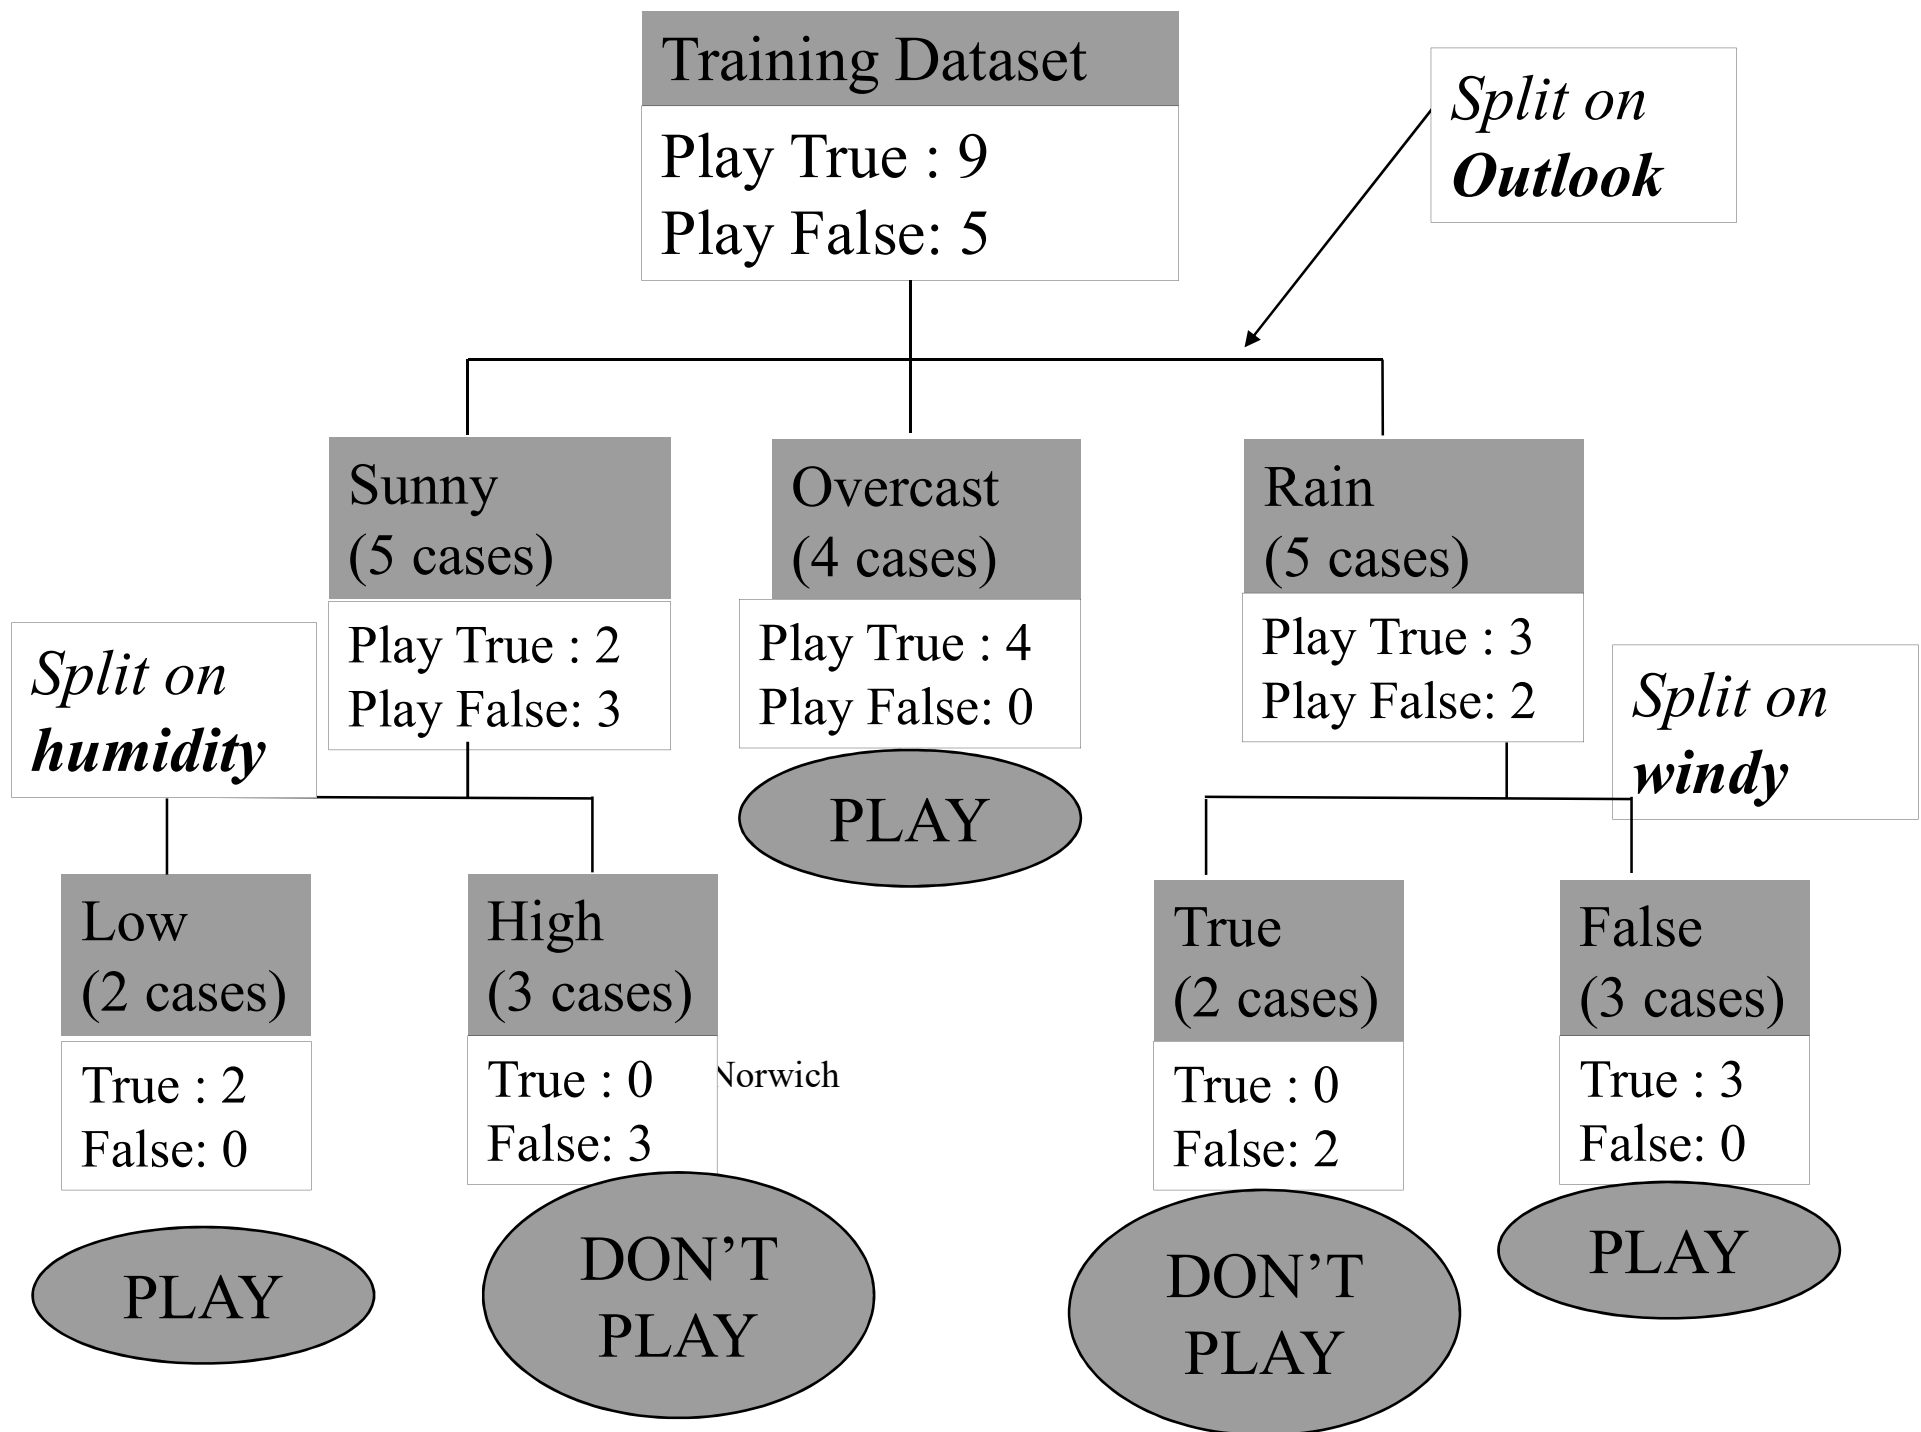 Training Dataset
Play True : 9
Play False: 5
Split on
Outlook
Sunny
(5 cases)
Play True : 2
Play False: 3
Overcast
(4 cases)
Play True : 4
Play False: 0
PLAY
Rain
(5 cases)
Play True : 3
Play False: 2
Split on
humidity
Split on
windy
Low
(2 cases)
True : 2
False: 0
PLAY
High
(3 cases)
True : 0
False: 3
DON’T
PLAY
Norwich
True
(2 cases)
True : 0
False: 2
DON’T
PLAY
False
(3 cases)
True : 3
False: 0
PLAY